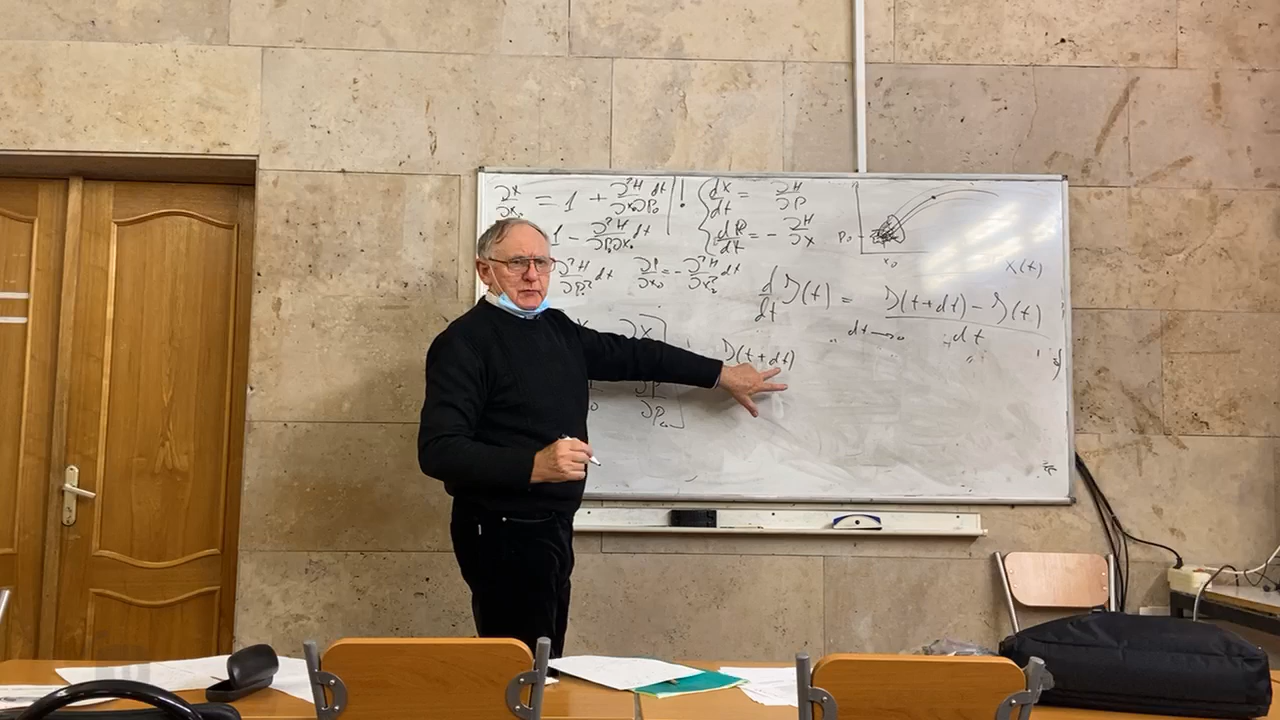 ∂x/∂x₀ = 1 + ∂²H/∂x₀∂p₀ dt !
1 - ∂²H/∂p₀∂x₀ dt
∂²H/∂p₀² dt ∂p/∂x₀ = - ∂²H/∂x₀² dt
∂x
∂p/∂p₀
{ dx/dt = ∂H/∂p
dp/dt = - ∂H/∂x
p₀
x₀
x(t)
d/dt D(t) = D(t+dt) - D(t) / dt
dt→0
D(t+dt)